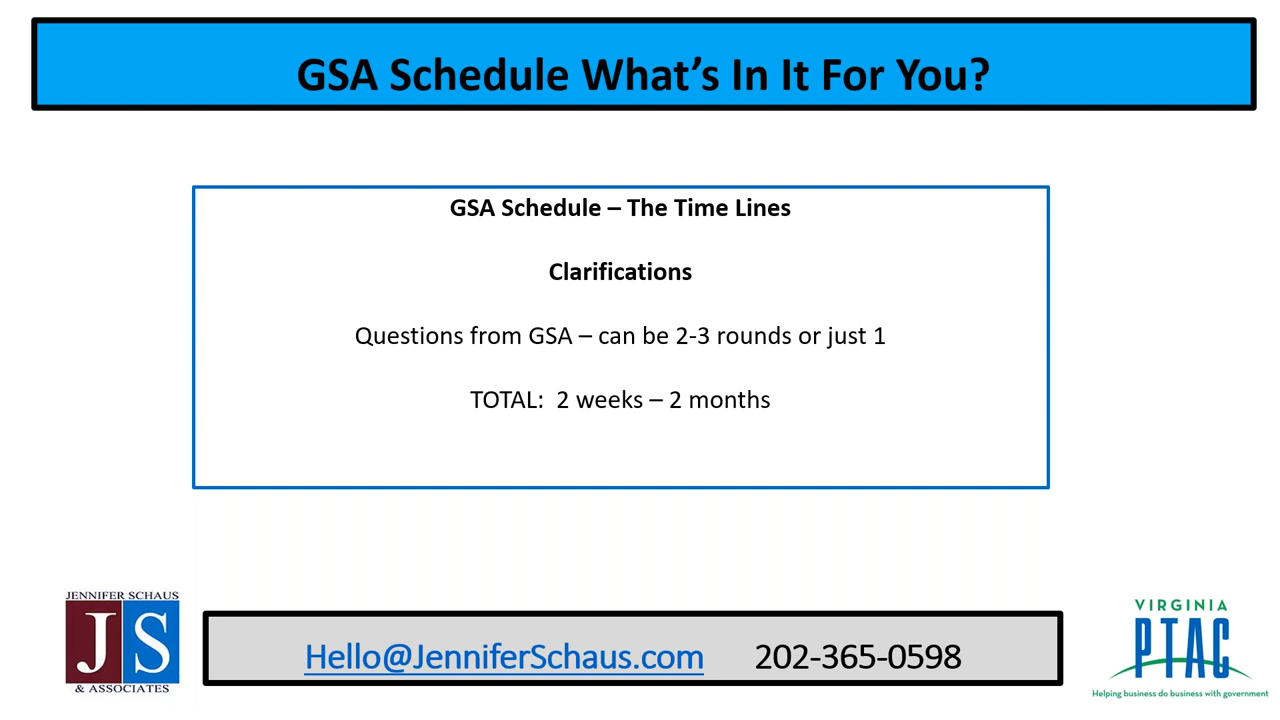 GSA Schedule What’s In It For You?
GSA Schedule – The Time Lines
Clarifications
Questions from GSA – can be 2-3 rounds or just 1
TOTAL:  2 weeks – 2 months
JENNIFER SCHAUS
JS
& ASSOCIATES
Hello@JenniferSchaus.com 202-365-0598
VIRGINIA
PTAC
Helping business do business with government